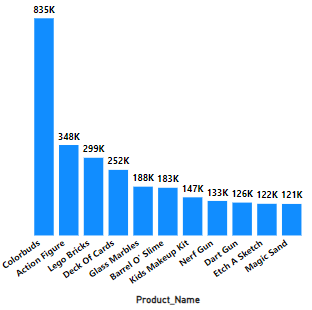 835K
348K
299K
252K
188K
183K
147K
133K
126K
122K
121K
Colorbuds
Action Figure
Lego Bricks
Deck Of Cards
Glass Marbles
Barrel O' Slime
Kids Makeup Kit
Nerf Gun
Dart Gun
Etch A Sketch
Magic Sand
Product_Name